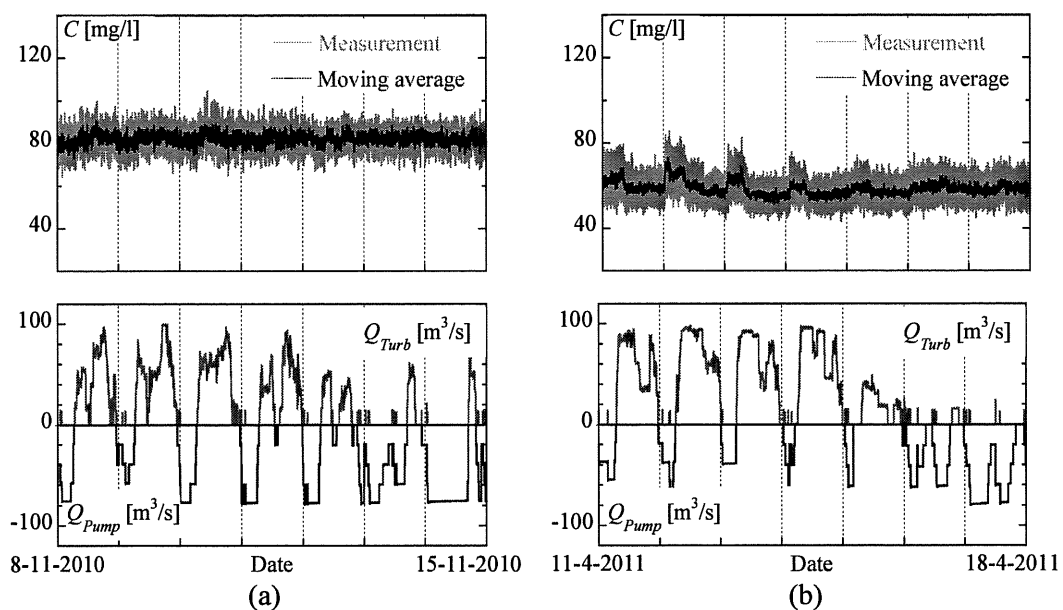 C [mg/l]
Measurement
Moving average
120
80
40
Q_Turb [m³/s]
100
0
-100
Q_Pump [m³/s]
8-11-2010
Date
15-11-2010
(a)
C [mg/l]
Measurement
Moving average
120
80
40
Q_Turb [m³/s]
100
0
-100
Q_Pump [m³/s]
11-4-2011
Date
18-4-2011
(b)